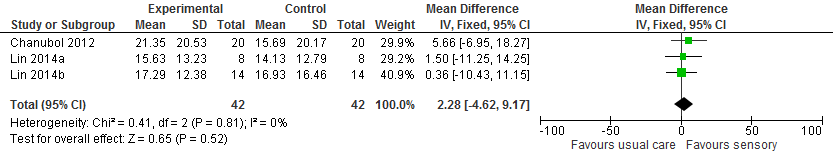 Experimental Control Mean Difference Mean Difference
Study or Subgroup Mean SD Total Mean SD Total Weight IV, Fixed, 95% CI IV, Fixed, 95% CI
Chanubol 2012 21.35 20.53 20 15.69 20.17 20 29.9% 5.66 [-6.95, 18.27]
Lin 2014a 15.63 13.23 8 14.13 12.79 8 29.2% 1.50 [-11.25, 14.25]
Lin 2014b 17.29 12.38 14 16.93 16.46 14 40.9% 0.36 [-10.43, 11.15]
Total (95% CI) 42 42 100.0% 2.28 [-4.62, 9.17]
Heterogeneity: Chi² = 0.41, df = 2 (P = 0.81); I² = 0%
Test for overall effect: Z = 0.65 (P = 0.52)
-100 -50 0 50 100
Favours usual care Favours sensory